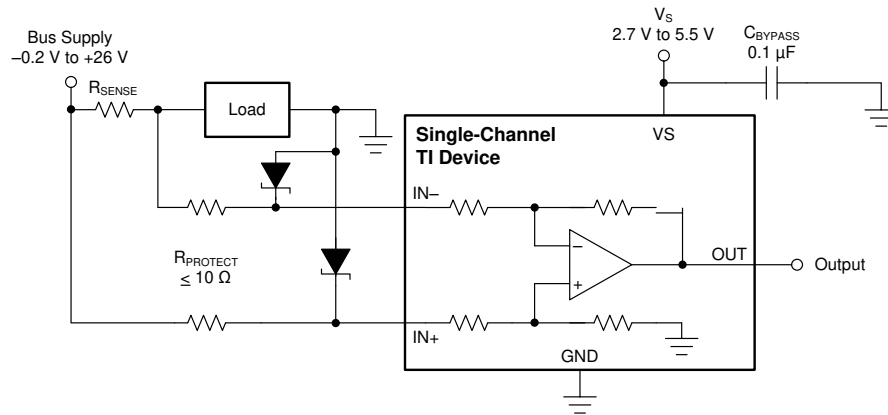 Bus Supply
–0.2 V to +26 V
RSENSE
Load
VS
2.7 V to 5.5 V
CBYPASS
0.1 µF
Single-Channel
TI Device
VS
IN–
RPROTECT
≤ 10 Ω
–
+
OUT
Output
IN+
GND